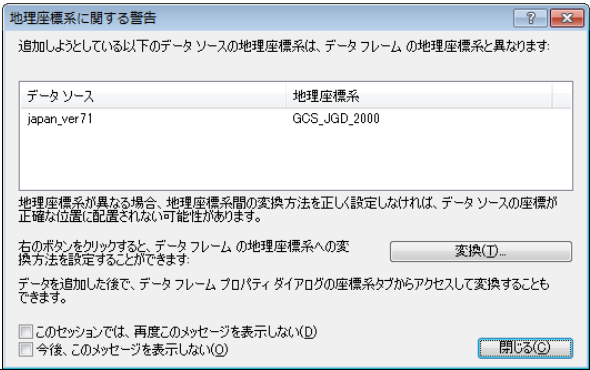 地理座標系に関する警告
追加しようとしている以下のデータ ソースの地理座標系は、データ フレーム の地理座標系と異なります:
データ ソース 地理座標系
japan_ver71 GCS_JGD_2000
地理座標系が異なる場合、地理座標系間の変換方法を正しく設定しなければ、データ ソースの座標が
正確な位置に配置されない可能性があります。
右のボタンをクリックすると、データ フレーム の地理座標系への変
換方法を設定することができます:
変換(T)...
データを追加した後で、データ フレーム プロパティ ダイアログの座標系タブからアクセスして変換することも
できます。
このセッションでは、再度このメッセージを表示しない(D)
今後、このメッセージを表示しない(O)
閉じる(C)